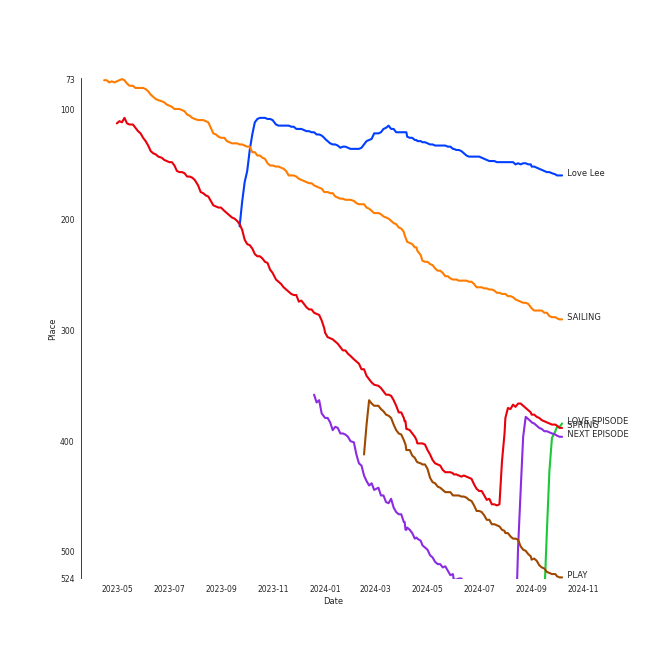 73
100
200
300
400
500
524
Place
Love Lee
SAILING
LOVE EPISODE
SPRING
NEXT EPISODE
PLAY
2023-05 2023-07 2023-09 2023-11 2024-01 2024-03 2024-05 2024-07 2024-09 2024-11
Date